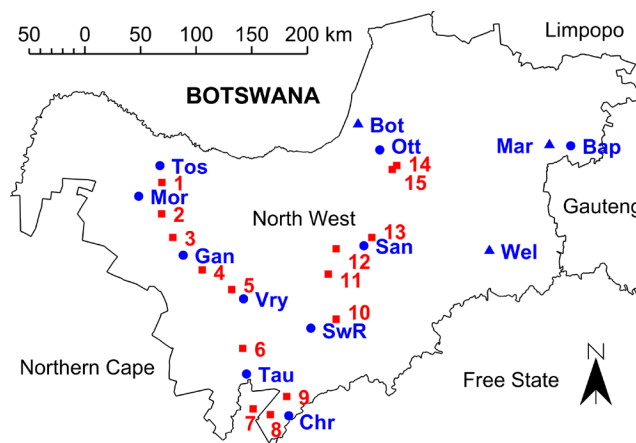 Limpopo
50 0 50 100 150 200 km
BOTSWANA
Bot
Ott
Mar
Bap
14
15
Tos
1
Mor
2
North West
Gauteng
3
Gan
4
5
Vry
13
San
12
11
Wel
10
SwR
6
Northern Cape
Tau
Free State
N
9
7
8
Chr